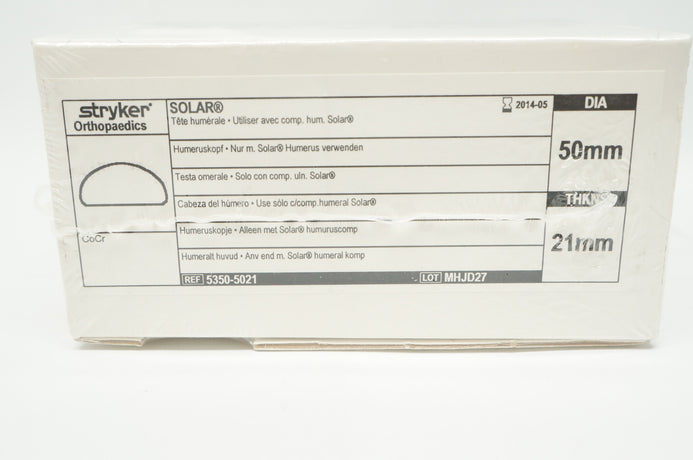 stryker®
Orthopaedics
SOLAR®
2014-05
DIA
Tête humérale • Utiliser avec comp. hum. Solar®
Humeruskopf • Nur m. Solar® Humerus verwenden
50mm
Testa omerale • Solo con comp. uln. Solar®
Cabeza del húmero • Use sólo c/comp.humeral Solar®
THKNS
CoCr
Humeruskopje • Alleen met Solar® humuruscomp
21mm
Humeralt huvud • Anv end m. Solar® humeral komp
REF 5350-5021
LOT MHJD27